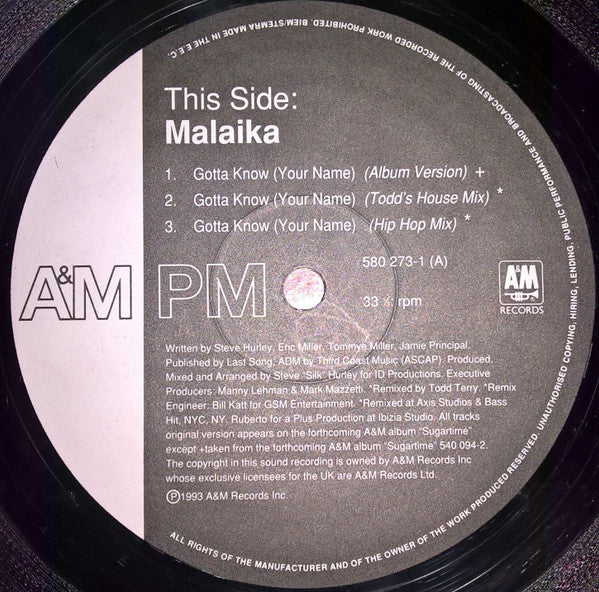 ALL RIGHTS OF THE MANUFACTURER AND OF THE OWNER OF THE WORK PRODUCED RESERVED. UNAUTHORISED COPYING, HIRING, LENDING, PUBLIC PERFORMANCE AND BROADCASTING OF THE RECORDED WORK PROHIBITED. BIEM/STEMRA MADE IN THE E.E.C.
This Side:
Malaika
1. Gotta Know (Your Name) (Album Version) +
2. Gotta Know (Your Name) (Todd's House Mix) *
3. Gotta Know (Your Name) (Hip Hop Mix) *
A&M PM
580 273-1 (A)
33 ⅓ rpm
A&M
RECORDS
Written by Steve Hurley, Eric Miller, Tommye Miller, Jamie Principal.
Published by Last Song. ADM by Third Coast Music (ASCAP). Produced.
Mixed and Arranged by Steve "Silk" Hurley for ID Productions. Executive
Producers: Manny Lehman & Mark Mazzetti. *Remixed by Todd Terry. *Remix
Engineer: Bill Katt for GSM Entertainment. *Remixed at Axis Studios & Bass
Hit, NYC, NY. Ruberto for a Plus Production at Ibizia Studio. All tracks
original version appears on the forthcoming A&M album "Sugartime"
except +taken from the forthcoming A&M album "Sugartime" 540 094-2.
The copyright in this sound recording is owned by A&M Records Inc
whose exclusive licensees for the UK are A&M Records Ltd.
Ⓟ1993 A&M Records Inc.